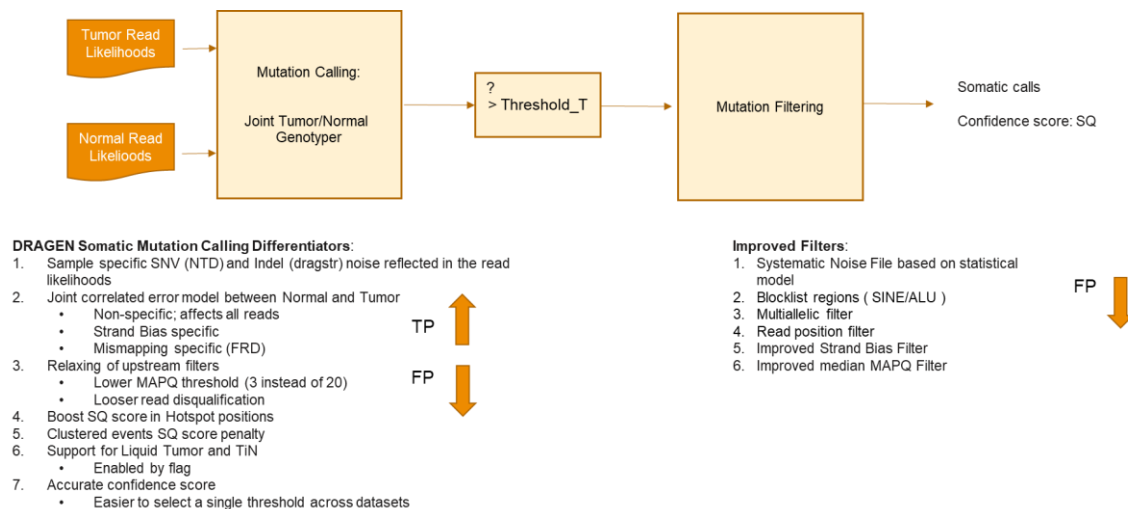 Tumor Read
Likelihoods
Normal Read
Likelioods
Mutation Calling:
Joint Tumor/Normal
Genotyper
?
> Threshold_T
Mutation Filtering
Somatic calls
Confidence score: SQ
DRAGEN Somatic Mutation Calling Differentiators:
1. Sample specific SNV (NTD) and Indel (dragstr) noise reflected in the read
likelihoods
2. Joint correlated error model between Normal and Tumor
• Non-specific; affects all reads
• Strand Bias specific
• Mismapping specific (FRD)
3. Relaxing of upstream filters
• Lower MAPQ threshold (3 instead of 20)
• Looser read disqualification
4. Boost SQ score in Hotspot positions
5. Clustered events SQ score penalty
6. Support for Liquid Tumor and TiN
• Enabled by flag
7. Accurate confidence score
• Easier to select a single threshold across datasets
TP
FP
Improved Filters:
1. Systematic Noise File based on statistical
model
2. Blocklist regions ( SINE/ALU )
3. Multiallelic filter
4. Read position filter
5. Improved Strand Bias Filter
6. Improved median MAPQ Filter
FP